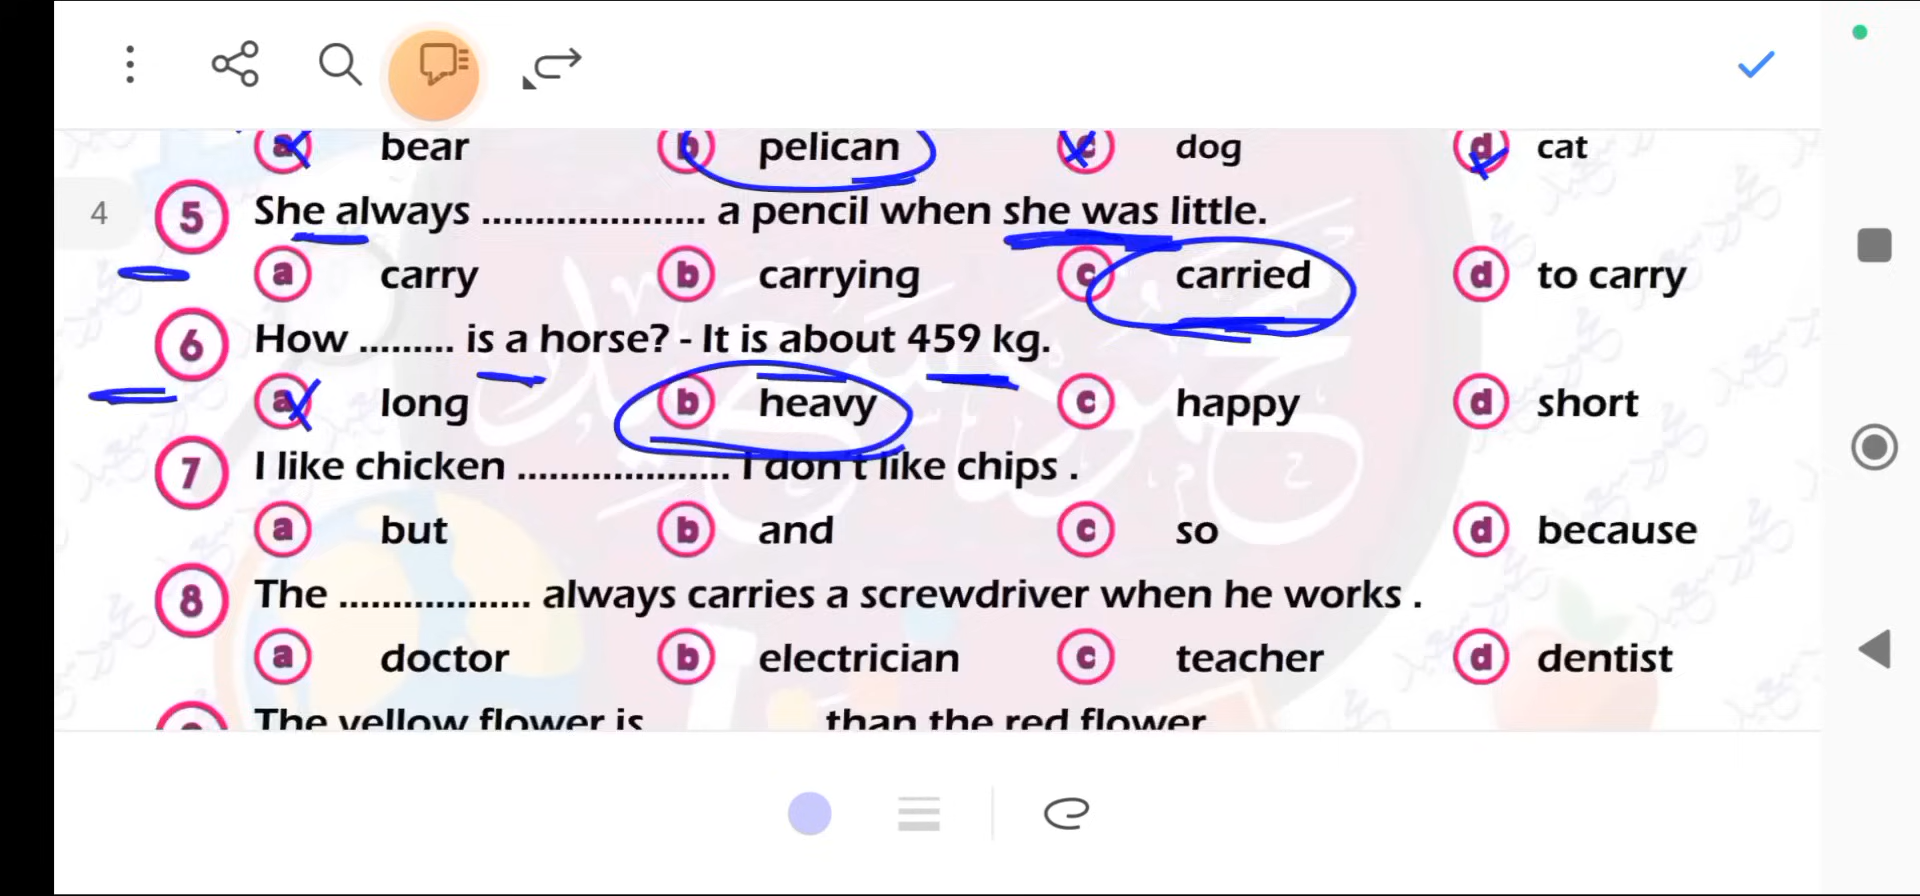 a bear b pelican c dog d cat
4
5 She always ..................... a pencil when she was little.
a carry b carrying c carried d to carry
6 How ......... is a horse? - It is about 459 kg.
a long b heavy c happy d short
7 I like chicken .................... I don't like chips .
a but b and c so d because
8 The .................. always carries a screwdriver when he works .
a doctor b electrician c teacher d dentist
The yellow flower is than the red flower